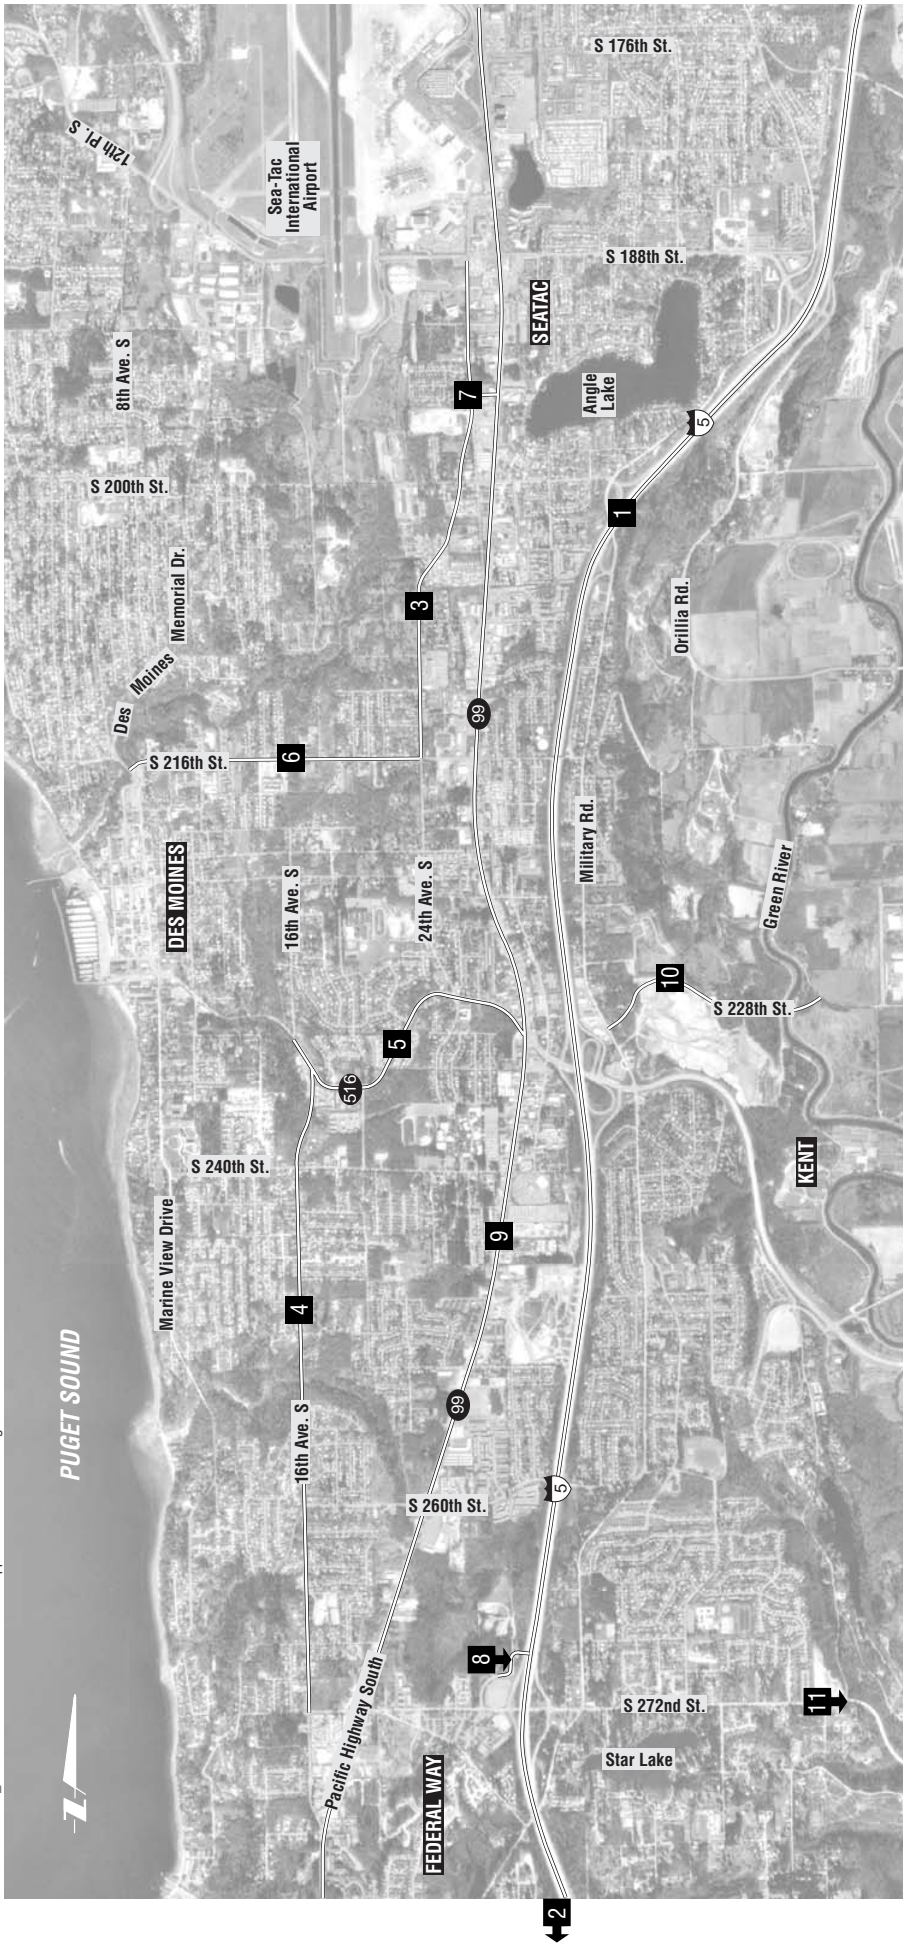 S 176th St.
12th Pl. S
Sea-Tac
International
Airport
S 188th St.
SEATAC
8th Ave. S
7
Angle
Lake
5
S 200th St.
1
3
Des Moines Memorial Dr.
Orillia Rd.
99
S 216th St.
6
Military Rd.
DES MOINES
16th Ave. S
24th Ave. S
Green River
10
S 228th St.
5
516
S 240th St.
KENT
Marine View Drive
9
4
PUGET SOUND
99
16th Ave. S
5
S 260th St.
8
Pacific Highway South
S 272nd St.
11
Star Lake
FEDERAL WAY
N
2